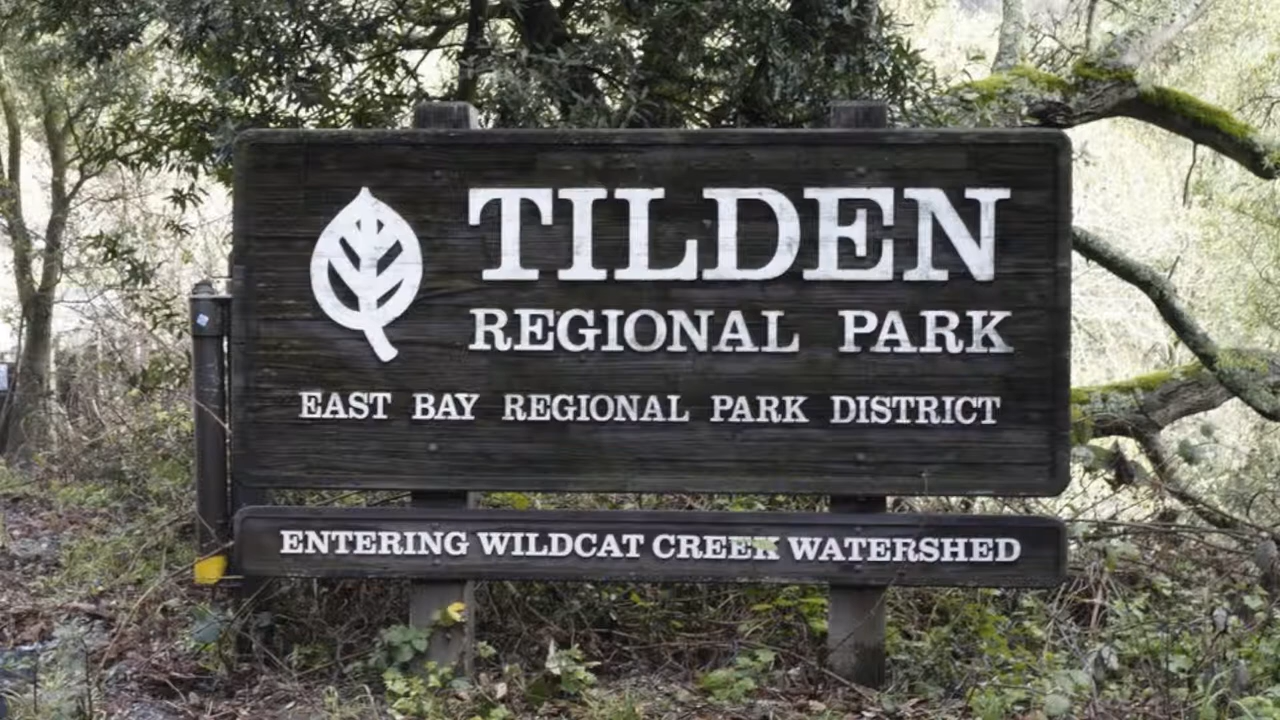 TILDEN
REGIONAL PARK
EAST BAY REGIONAL PARK DISTRICT
ENTERING WILDCAT CREEK WATERSHED